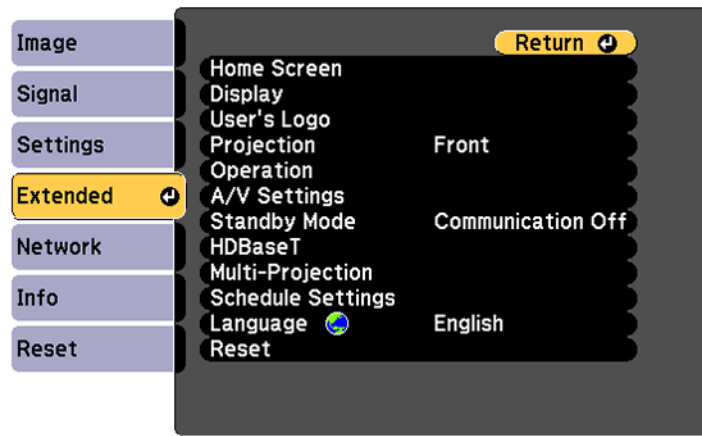 Image
Signal
Settings
Extended
Network
Info
Reset
Return
Home Screen
Display
User's Logo
Projection Front
Operation
A/V Settings
Standby Mode Communication Off
HDBaseT
Multi-Projection
Schedule Settings
Language English
Reset